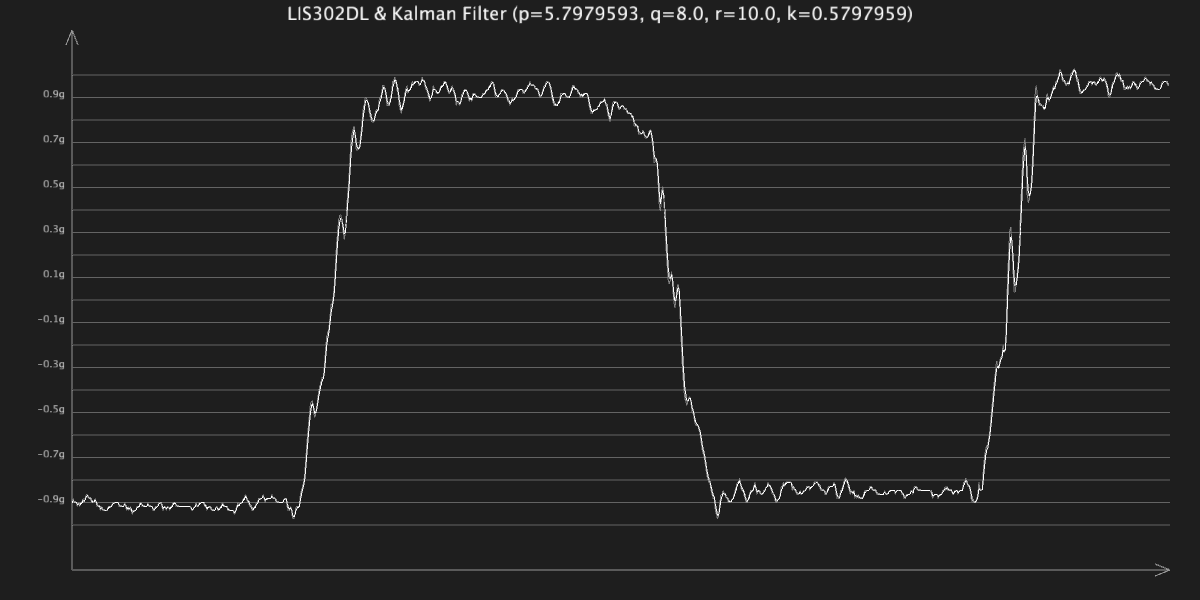 LIS302DL & Kalman Filter (p=5.7979593, q=8.0, r=10.0, k=0.5797959)
0.9g
0.7g
0.5g
0.3g
0.1g
-0.1g
-0.3g
-0.5g
-0.7g
-0.9g